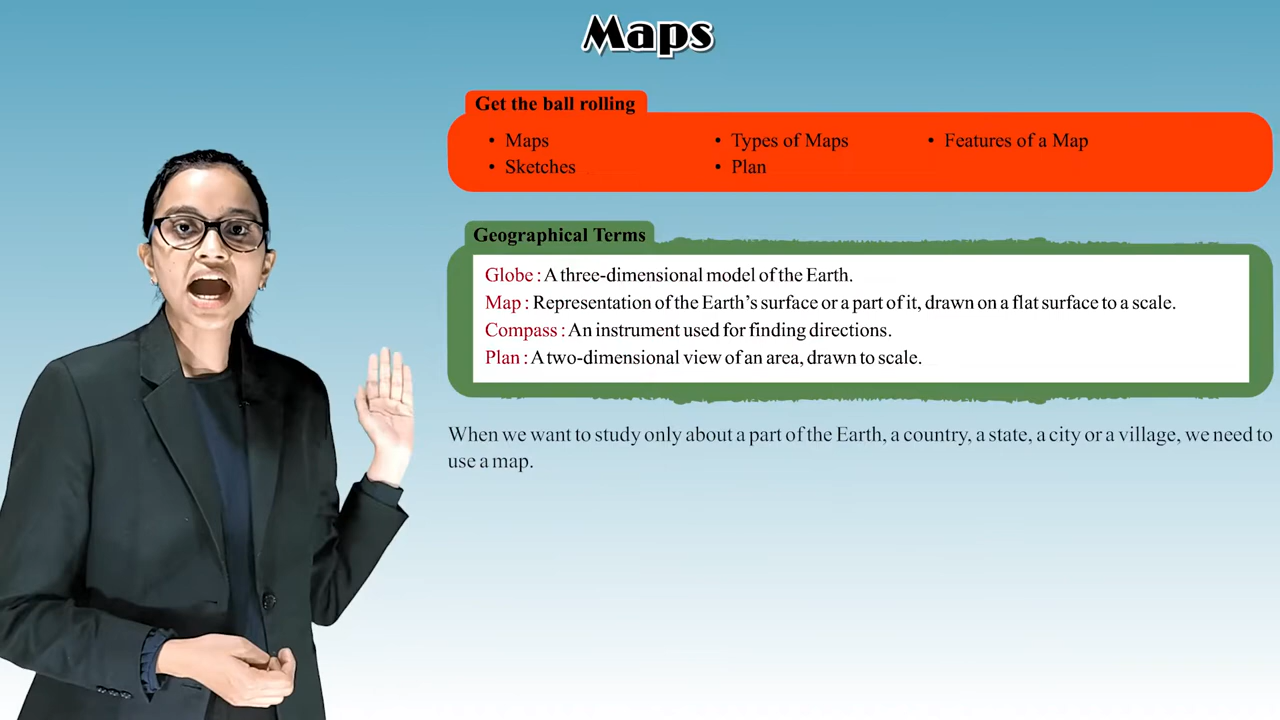 Maps
Get the ball rolling
• Maps • Types of Maps • Features of a Map
• Sketches • Plan
Geographical Terms
Globe : A three-dimensional model of the Earth.
Map : Representation of the Earth’s surface or a part of it, drawn on a flat surface to a scale.
Compass : An instrument used for finding directions.
Plan : A two-dimensional view of an area, drawn to scale.
When we want to study only about a part of the Earth, a country, a state, a city or a village, we need to
use a map.